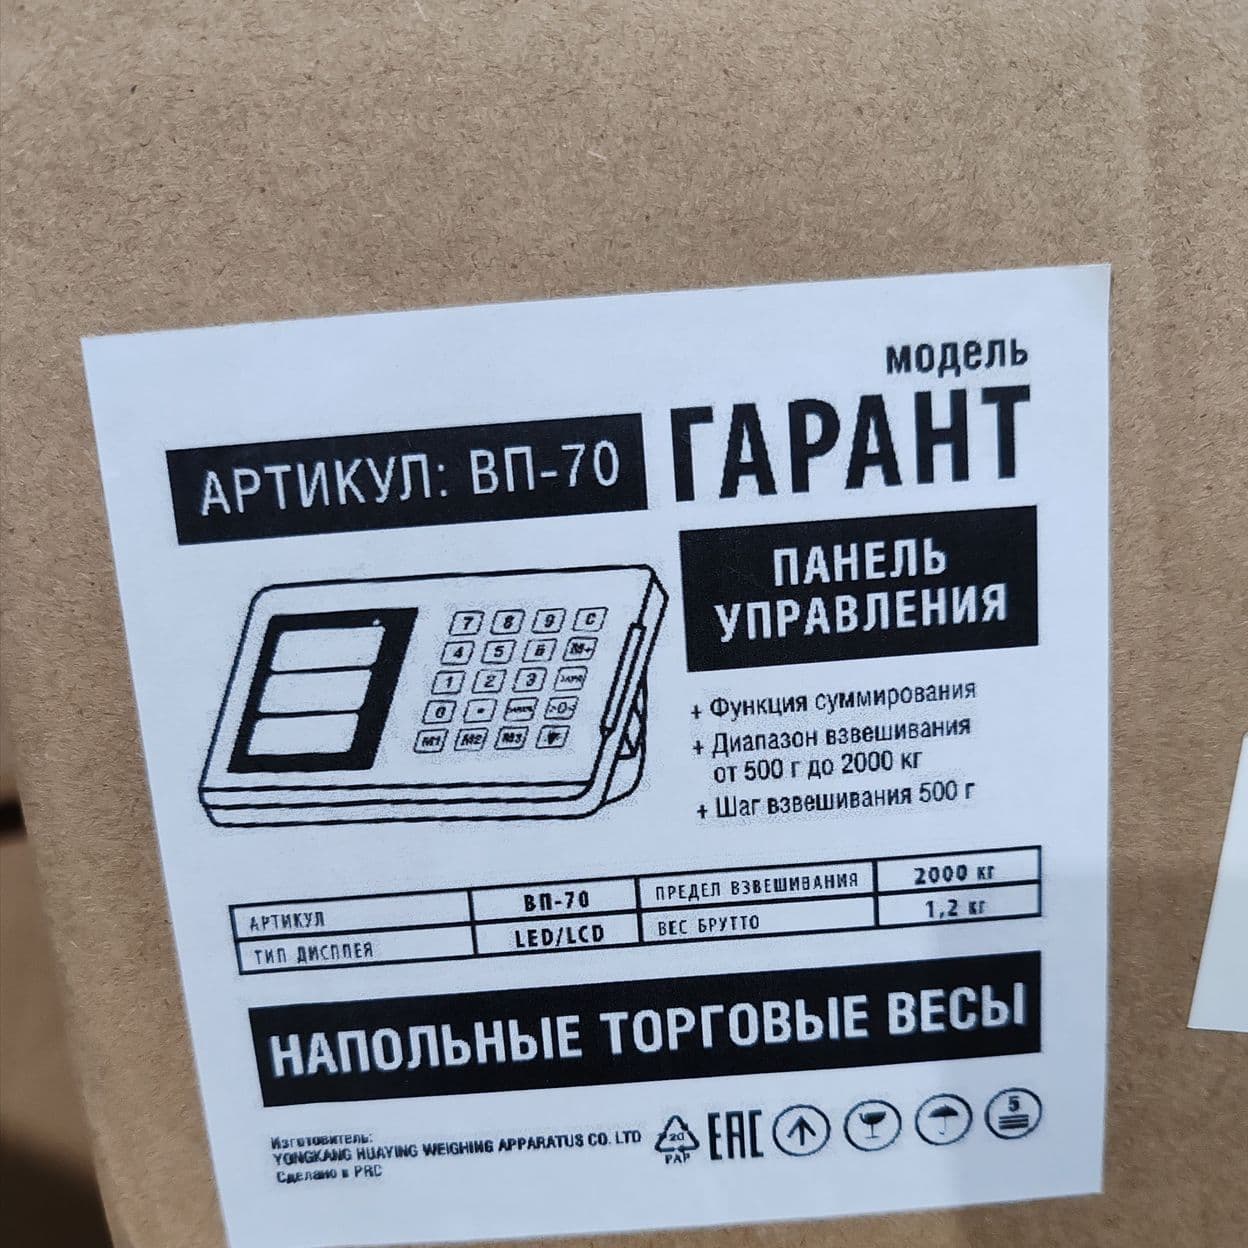 модель
ГАРАНТ
АРТИКУЛ: ВП-70
ПАНЕЛЬ
УПРАВЛЕНИЯ
7 8 9 C
4 5 6 M+
1 2 3
0 • >0<
M1 M2 M3
+ Функция суммирования
+ Диапазон взвешивания
от 500 г до 2000 кг
+ Шаг взвешивания 500 г
АРТИКУЛ ВП-70 ПРЕДЕЛ ВЗВЕШИВАНИЯ 2000 кг
ТИП ДИСПЛЕЯ LED/LCD ВЕС БРУТТО 1,2 кг
НАПОЛЬНЫЕ ТОРГОВЫЕ ВЕСЫ
Изготовитель:
YONGKANG HUAYING WEIGHING APPARATUS CO. LTD
Сделано в PRC
20
PAP
EAC
5